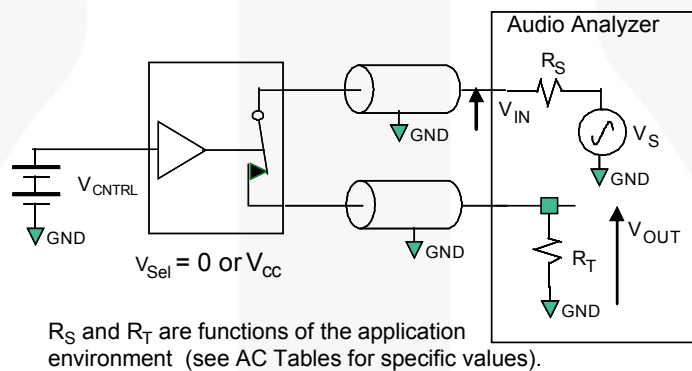 Audio Analyzer
R_S
V_IN
V_S
GND
GND
V_CNTRL
GND
GND
V_OUT
R_T
V_Sel = 0 or V_cc
GND
R_S and R_T are functions of the application
environment (see AC Tables for specific values).